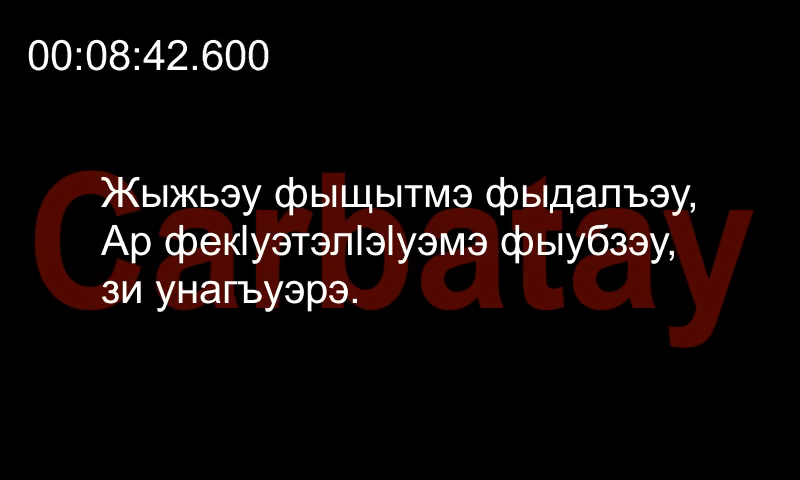 00:08:42.600
Carbatay
Жыжьэу фыщытмэ фыдалъэу,
Ар фекӀуэтэлӀэӀуэмэ фыубзэу,
зи унагъуэрэ.